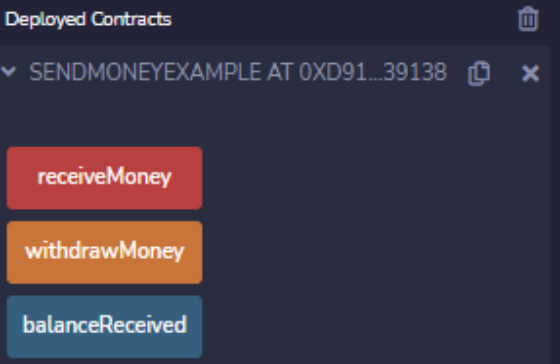 Deployed Contracts
SENDMONEYEXAMPLE AT 0XD91...39138
receiveMoney
withdrawMoney
balanceReceived